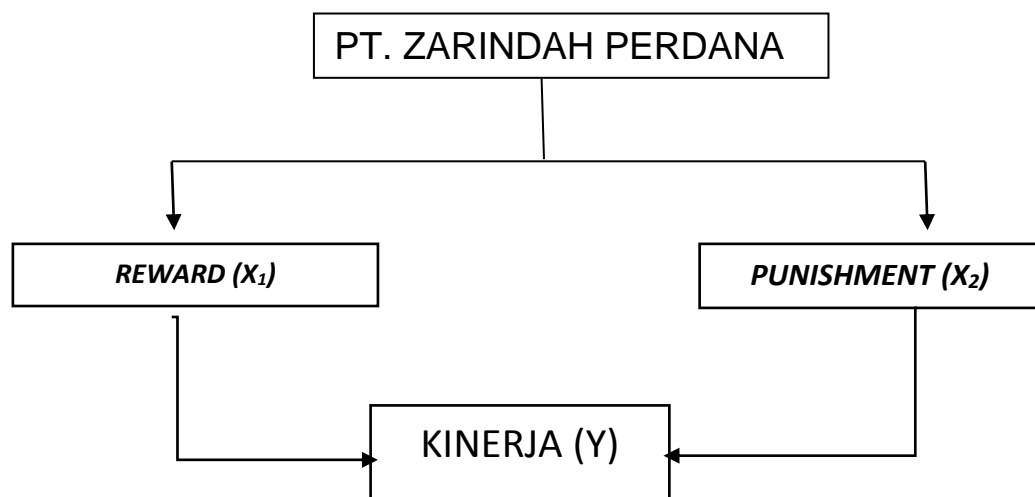 PT. ZARINDAH PERDANA
REWARD (X₁)
PUNISHMENT (X₂)
KINERJA (Y)